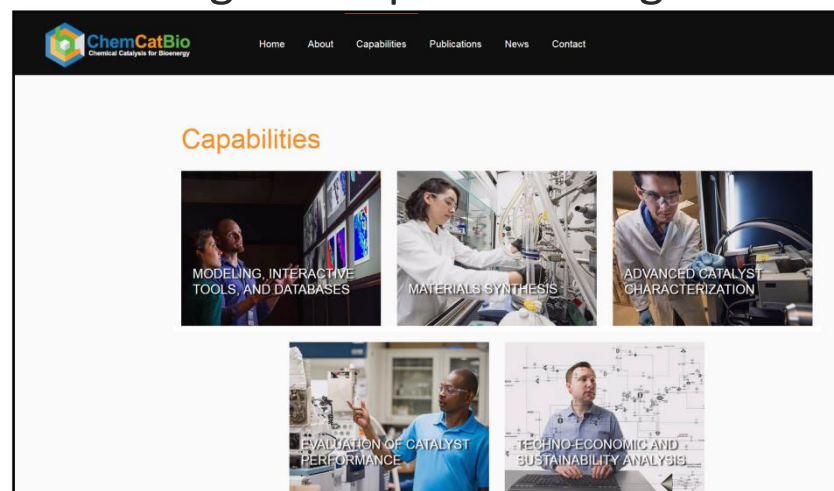 ChemCatBio
Chemical Catalysis for Bioenergy
Home About Capabilities Publications News Contact
Capabilities
MODELING, INTERACTIVE
TOOLS, AND DATABASES
MATERIALS SYNTHESIS
ADVANCED CATALYST
CHARACTERIZATION
EVALUATION OF CATALYST
PERFORMANCE
TECHNO-ECONOMIC AND
SUSTAINABILITY ANALYSIS